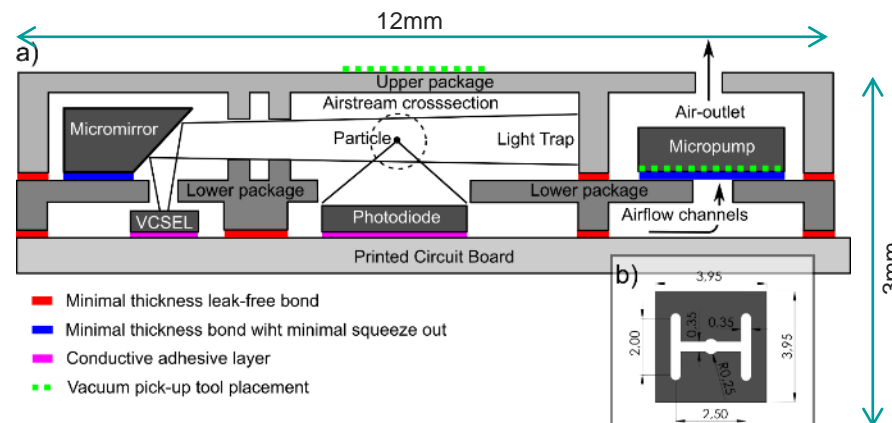 12mm
a)
Upper package
Airstream crosssection
Air-outlet
Micromirror
Particle
Light Trap
Micropump
Lower package
Lower package
VCSEL
Photodiode
Airflow channels
Printed Circuit Board
3mm
b)
3,95
Minimal thickness leak-free bond
Minimal thickness bond wiht minimal squeeze out
Conductive adhesive layer
Vacuum pick-up tool placement
2,00
0,35
0,35
3,95
R0,25
2,50